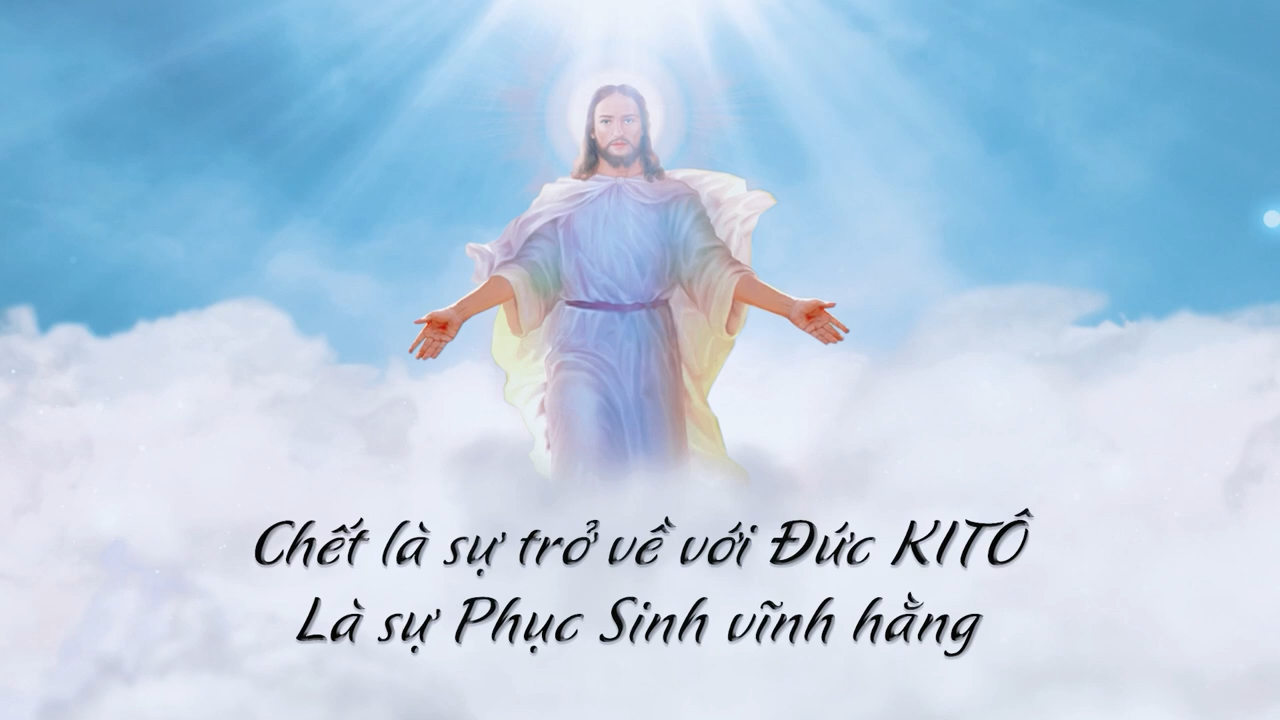 Chết là sự trở về với Đức KITÔ
Là sự Phục Sinh vĩnh hằng